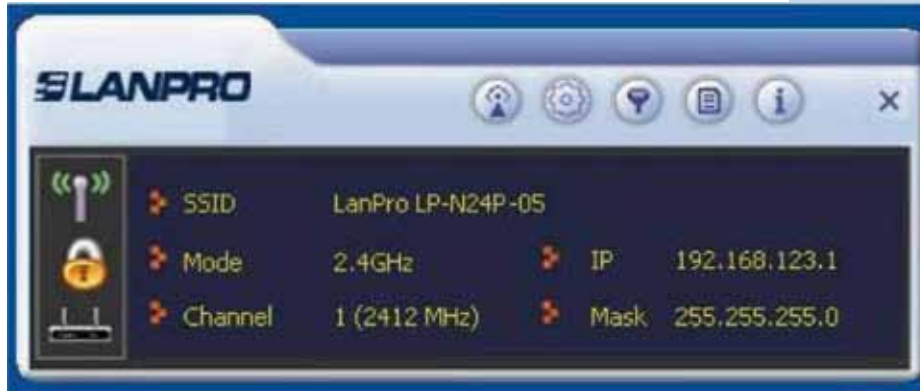 LANPRO
SSID LanPro LP-N24P-05
Mode 2.4GHz IP 192.168.123.1
Channel 1 (2412 MHz) Mask 255.255.255.0